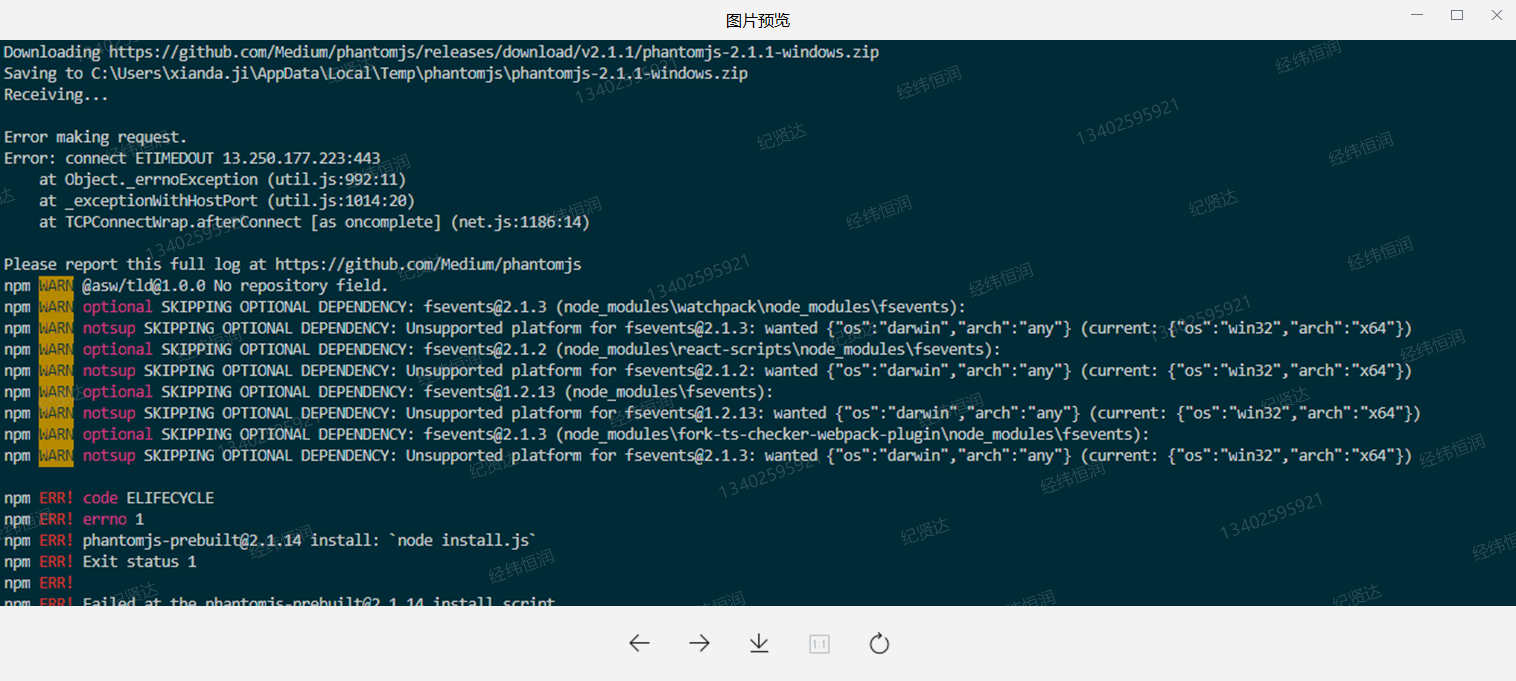 图片预览
Downloading https://github.com/Medium/phantomjs/releases/download/v2.1.1/phantomjs-2.1.1-windows.zip
Saving to C:\Users\xianda.ji\AppData\Local\Temp\phantomjs\phantomjs-2.1.1-windows.zip
Receiving...
Error making request.
Error: connect ETIMEDOUT 13.250.177.223:443
at Object._errnoException (util.js:992:11)
at _exceptionWithHostPort (util.js:1014:20)
at TCPConnectWrap.afterConnect [as oncomplete] (net.js:1186:14)
Please report this full log at https://github.com/Medium/phantomjs
npm WARN @asw/tld@1.0.0 No repository field.
npm WARN optional SKIPPING OPTIONAL DEPENDENCY: fsevents@2.1.3 (node_modules\watchpack\node_modules\fsevents):
npm WARN notsup SKIPPING OPTIONAL DEPENDENCY: Unsupported platform for fsevents@2.1.3: wanted {"os":"darwin","arch":"any"} (current: {"os":"win32","arch":"x64"})
npm WARN optional SKIPPING OPTIONAL DEPENDENCY: fsevents@2.1.2 (node_modules\react-scripts\node_modules\fsevents):
npm WARN notsup SKIPPING OPTIONAL DEPENDENCY: Unsupported platform for fsevents@2.1.2: wanted {"os":"darwin","arch":"any"} (current: {"os":"win32","arch":"x64"})
npm WARN optional SKIPPING OPTIONAL DEPENDENCY: fsevents@1.2.13 (node_modules\fsevents):
npm WARN notsup SKIPPING OPTIONAL DEPENDENCY: Unsupported platform for fsevents@1.2.13: wanted {"os":"darwin","arch":"any"} (current: {"os":"win32","arch":"x64"})
npm WARN optional SKIPPING OPTIONAL DEPENDENCY: fsevents@2.1.3 (node_modules\fork-ts-checker-webpack-plugin\node_modules\fsevents):
npm WARN notsup SKIPPING OPTIONAL DEPENDENCY: Unsupported platform for fsevents@2.1.3: wanted {"os":"darwin","arch":"any"} (current: {"os":"win32","arch":"x64"})
npm ERR! code ELIFECYCLE
npm ERR! errno 1
npm ERR! phantomjs-prebuilt@2.1.14 install: `node install.js`
npm ERR! Exit status 1
npm ERR!
npm ERR! Failed at the phantomjs-prebuilt@2.1.14 install script
经纬恒润
纪贤达
13402595921
1:1